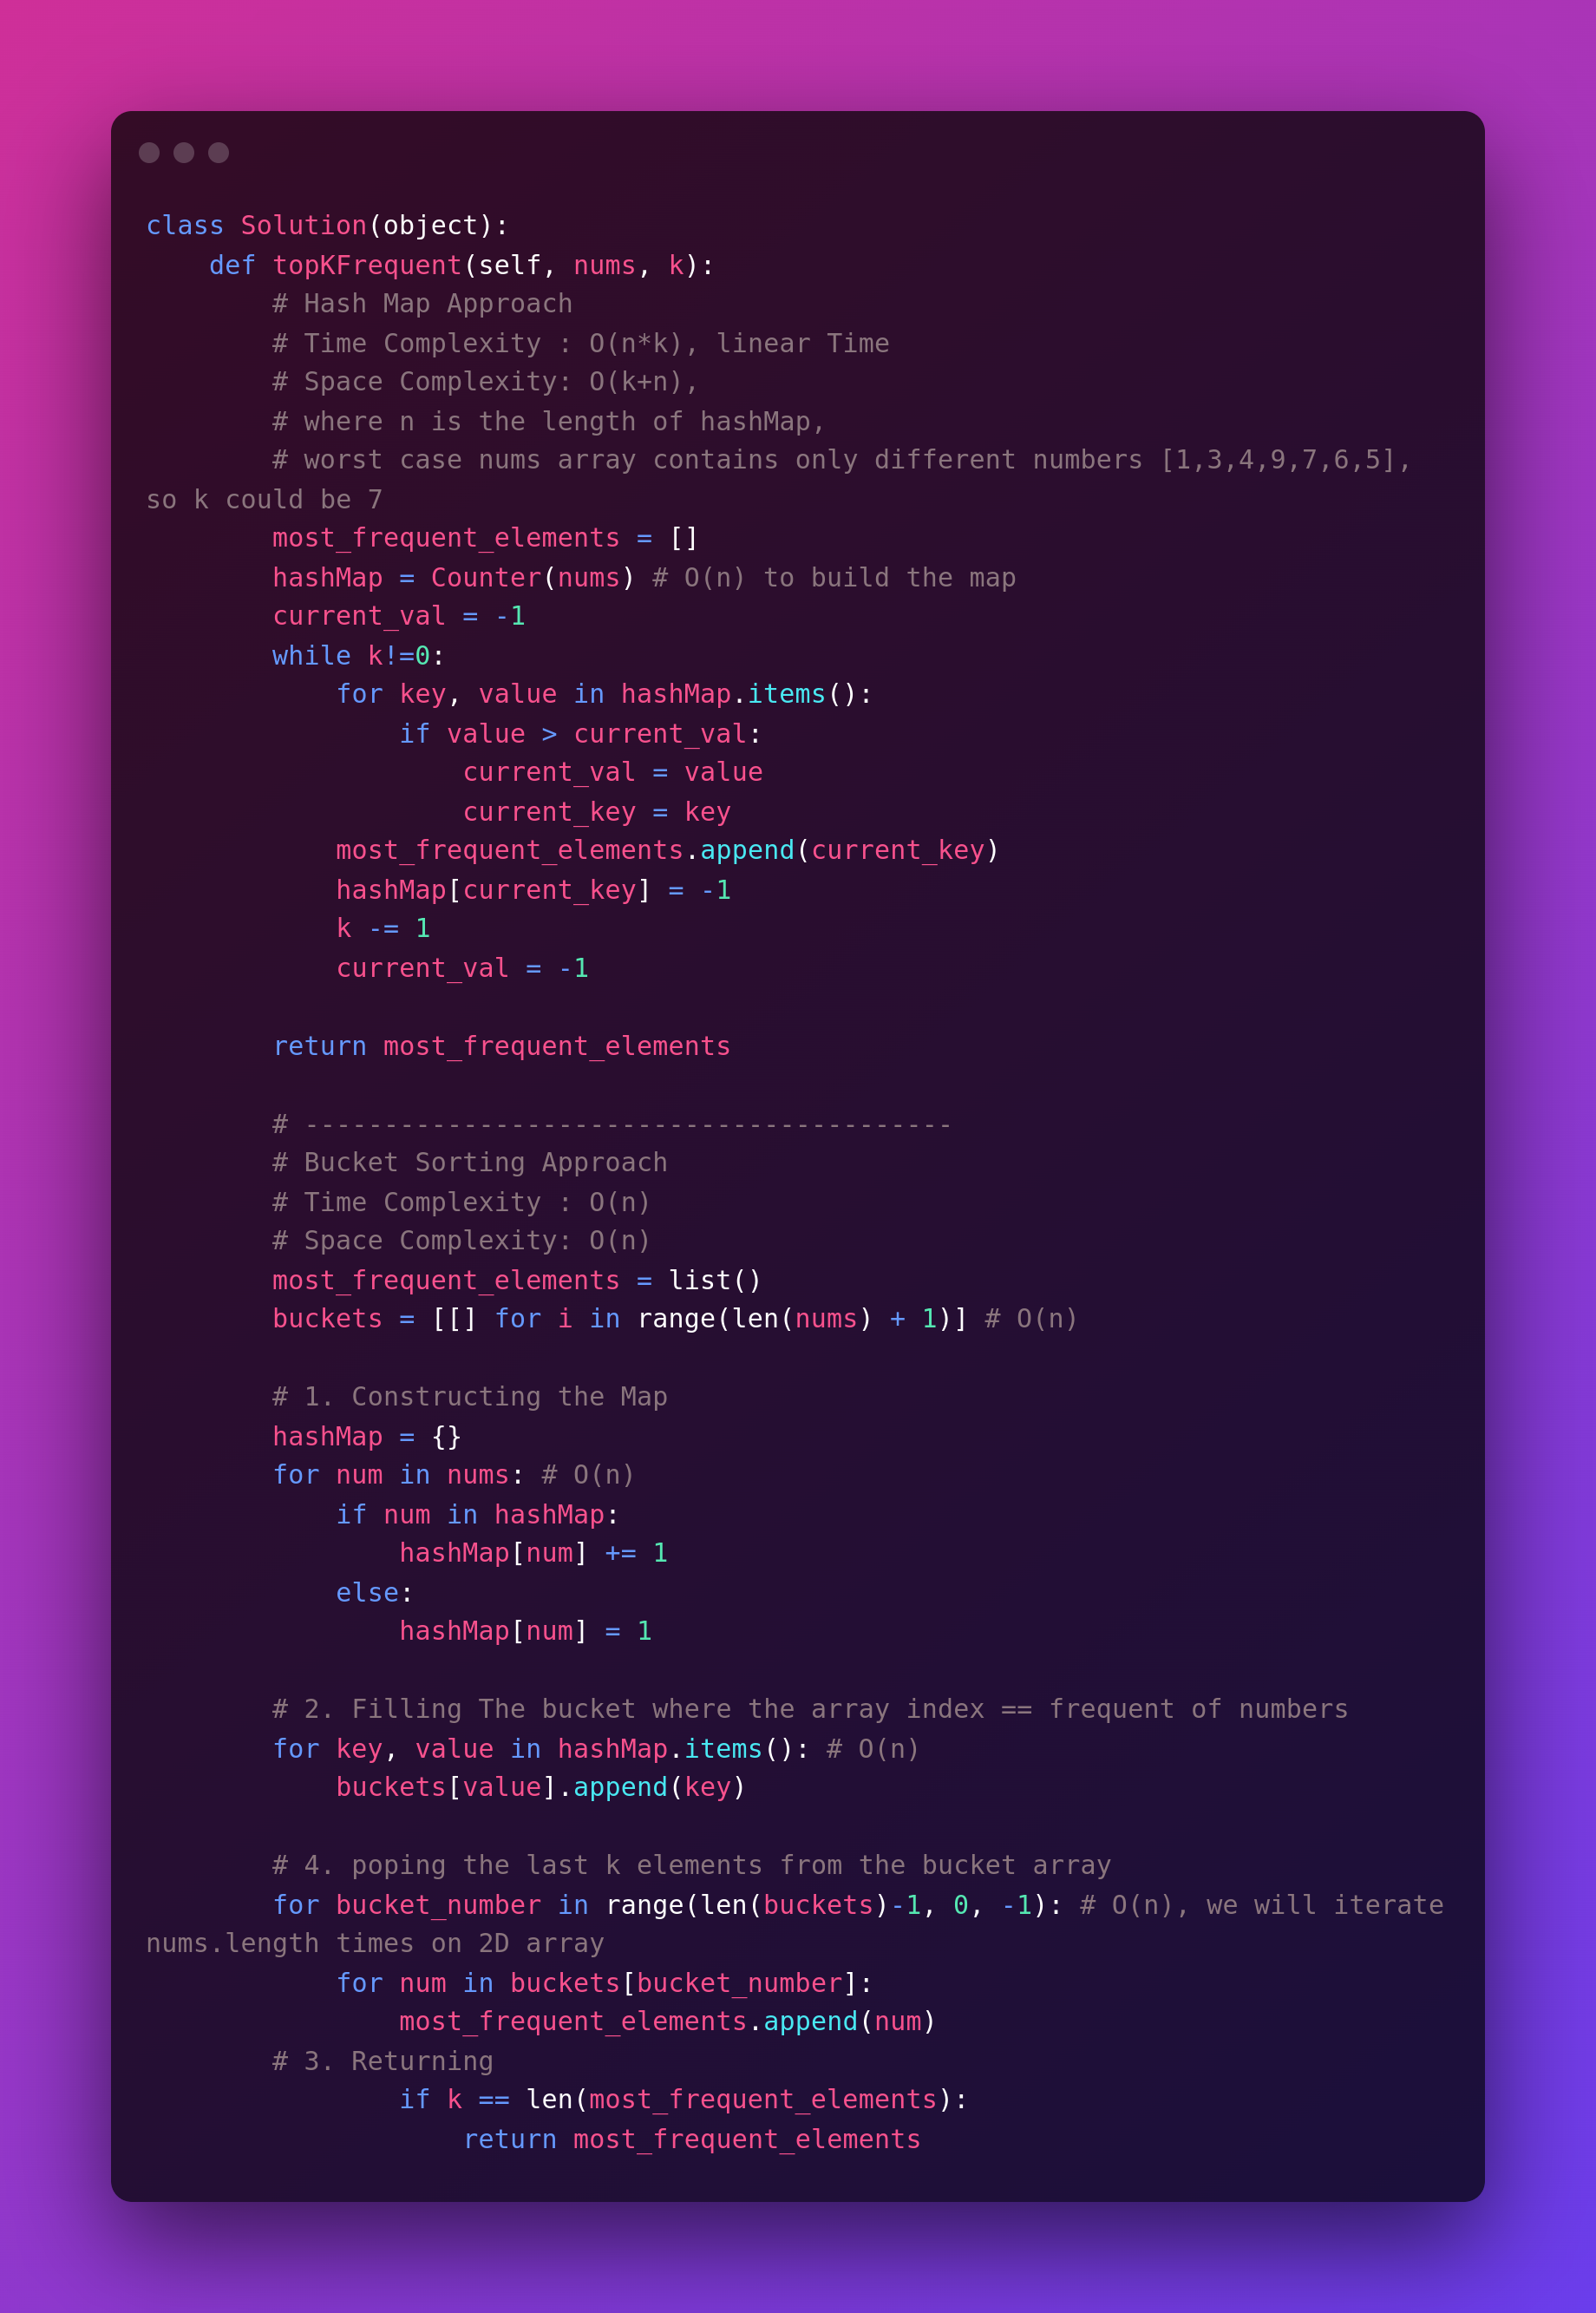 class Solution(object):
    def topKFrequent(self, nums, k):
        # Hash Map Approach
        # Time Complexity : O(n*k), linear Time
        # Space Complexity: O(k+n),
        # where n is the length of hashMap,
        # worst case nums array contains only different numbers [1,3,4,9,7,6,5],
so k could be 7
        most_frequent_elements = []
        hashMap = Counter(nums) # O(n) to build the map
        current_val = -1
        while k!=0:
            for key, value in hashMap.items():
                if value > current_val:
                    current_val = value
                    current_key = key
            most_frequent_elements.append(current_key)
            hashMap[current_key] = -1
            k -= 1
            current_val = -1

        return most_frequent_elements

        # -----------------------------------------
        # Bucket Sorting Approach
        # Time Complexity : O(n)
        # Space Complexity: O(n)
        most_frequent_elements = list()
        buckets = [[] for i in range(len(nums) + 1)] # O(n)

        # 1. Constructing the Map
        hashMap = {}
        for num in nums: # O(n)
            if num in hashMap:
                hashMap[num] += 1
            else:
                hashMap[num] = 1

        # 2. Filling The bucket where the array index == frequent of numbers
        for key, value in hashMap.items(): # O(n)
            buckets[value].append(key)

        # 4. poping the last k elements from the bucket array
        for bucket_number in range(len(buckets)-1, 0, -1): # O(n), we will iterate
nums.length times on 2D array
            for num in buckets[bucket_number]:
                most_frequent_elements.append(num)
        # 3. Returning
                if k == len(most_frequent_elements):
                    return most_frequent_elements